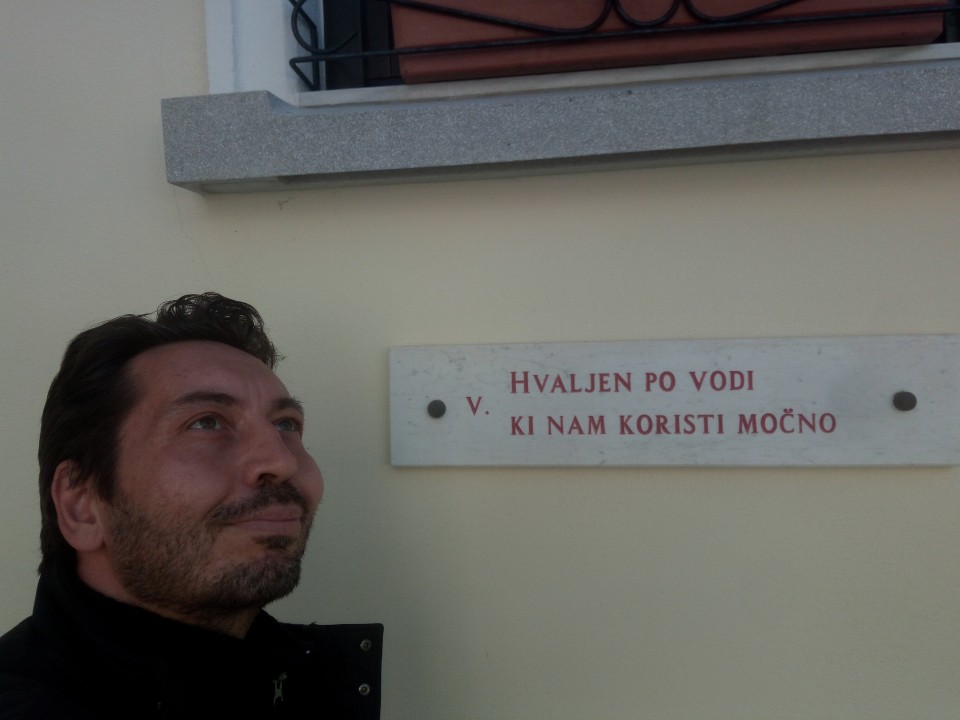 V.
HVALJEN PO VODI
KI NAM KORISTI MOČNO